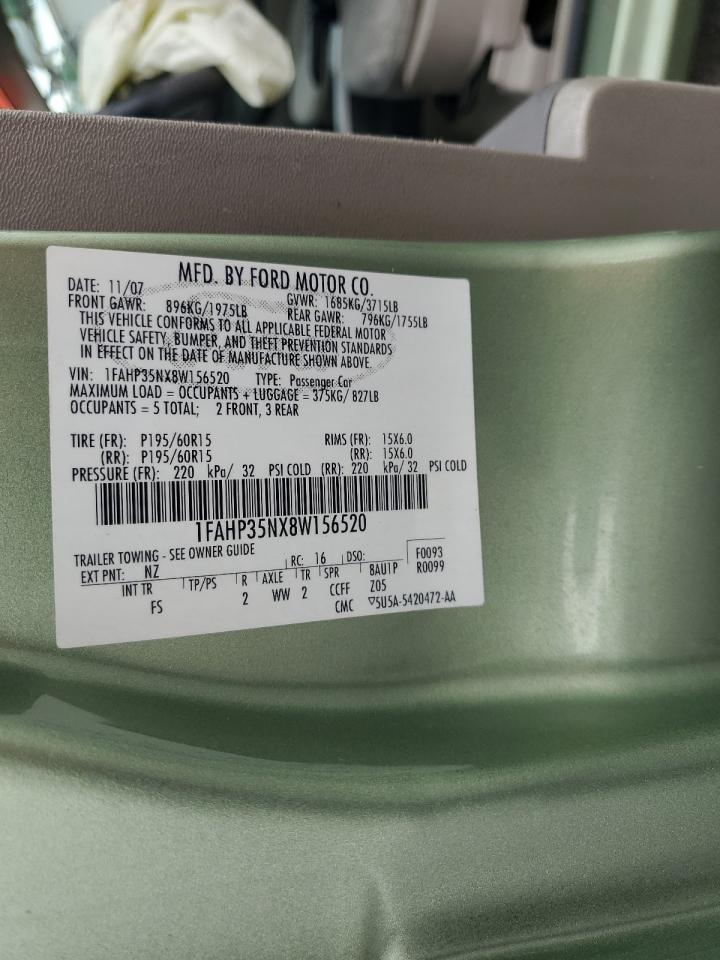 MFD. BY FORD MOTOR CO.
DATE: 11/07 GVWR: 1685KG/3715LB
FRONT GAWR: 896KG/1975LB REAR GAWR: 796KG/1755LB
THIS VEHICLE CONFORMS TO ALL APPLICABLE FEDERAL MOTOR
VEHICLE SAFETY, BUMPER, AND THEFT PREVENTION STANDARDS
IN EFFECT ON THE DATE OF MANUFACTURE SHOWN ABOVE.
VIN: 1FAHP35NX8W156520 TYPE: Passenger Car
MAXIMUM LOAD = OCCUPANTS + LUGGAGE = 375KG/ 827LB
OCCUPANTS = 5 TOTAL; 2 FRONT, 3 REAR
TIRE (FR): P195/60R15 RIMS (FR): 15X6.0
(RR): P195/60R15 (RR): 15X6.0
PRESSURE (FR): 220 kPa/ 32 PSI COLD (RR): 220 kPa/ 32 PSI COLD
1FAHP35NX8W156520
TRAILER TOWING - SEE OWNER GUIDE F0093
EXT PNT: NZ RC: 16 DSO: R0099
INT TR TP/PS R AXLE TR SPR BAU1P
FS 2 WW 2 CCFF Z05
CMC ▽5U5A-5420472-AA